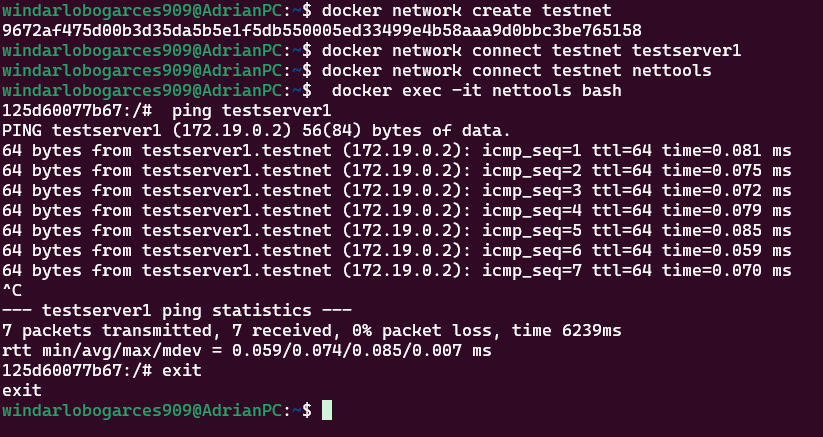 windarlobogarces909@AdrianPC:~$ docker network create testnet
9672af475d00b3d35da5b5e1f5db550005ed33499e4b58aaa9d0bbc3be765158
windarlobogarces909@AdrianPC:~$ docker network connect testnet testserver1
windarlobogarces909@AdrianPC:~$ docker network connect testnet nettools
windarlobogarces909@AdrianPC:~$  docker exec -it nettools bash
125d60077b67:/#  ping testserver1
PING testserver1 (172.19.0.2) 56(84) bytes of data.
64 bytes from testserver1.testnet (172.19.0.2): icmp_seq=1 ttl=64 time=0.081 ms
64 bytes from testserver1.testnet (172.19.0.2): icmp_seq=2 ttl=64 time=0.075 ms
64 bytes from testserver1.testnet (172.19.0.2): icmp_seq=3 ttl=64 time=0.072 ms
64 bytes from testserver1.testnet (172.19.0.2): icmp_seq=4 ttl=64 time=0.079 ms
64 bytes from testserver1.testnet (172.19.0.2): icmp_seq=5 ttl=64 time=0.085 ms
64 bytes from testserver1.testnet (172.19.0.2): icmp_seq=6 ttl=64 time=0.059 ms
64 bytes from testserver1.testnet (172.19.0.2): icmp_seq=7 ttl=64 time=0.070 ms
^C
--- testserver1 ping statistics ---
7 packets transmitted, 7 received, 0% packet loss, time 6239ms
rtt min/avg/max/mdev = 0.059/0.074/0.085/0.007 ms
125d60077b67:/# exit
exit
windarlobogarces909@AdrianPC:~$